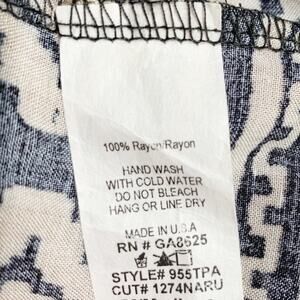 100% Rayon/Rayon
HAND WASH
WITH COLD WATER
DO NOT BLEACH
HANG OR LINE DRY
MADE IN U.S.A
RN # GA8625
STYLE# 955TPA
CUT# 1274NARU